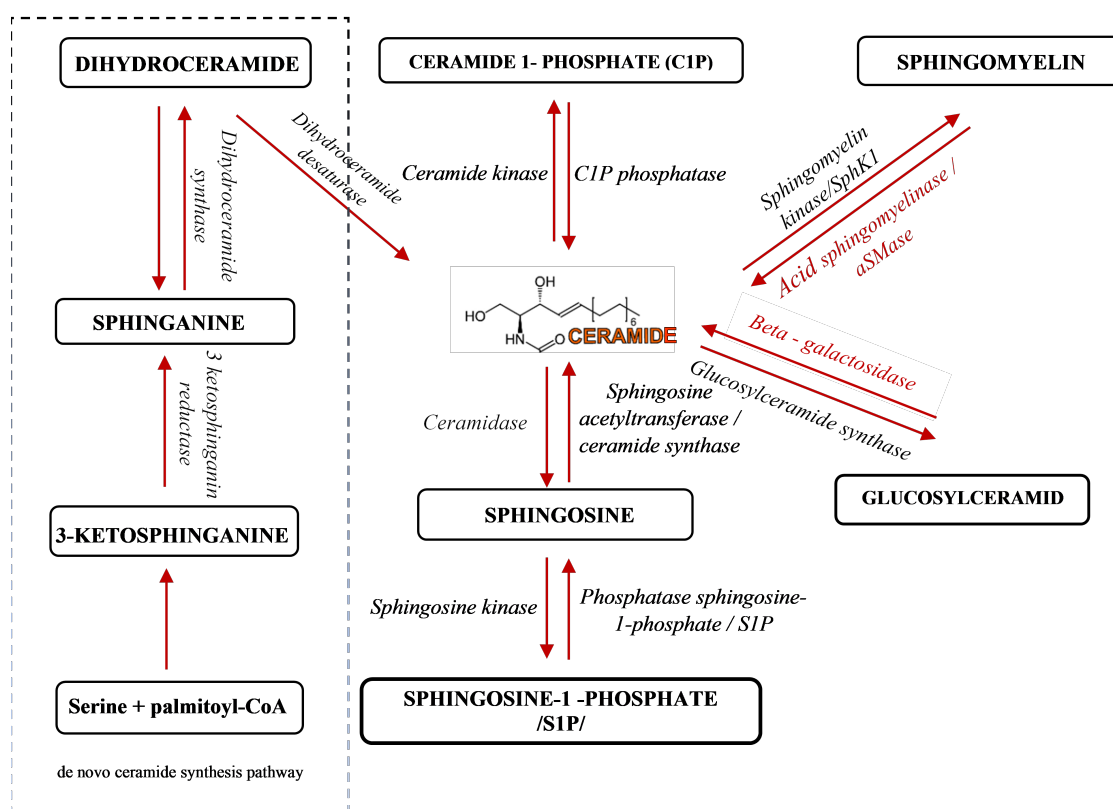 DIHYDROCERAMIDE
Dihydroceramide
synthase
SPHINGANINE
3 ketosphinganin
reductase
3-KETOSPHINGANINE
Serine + palmitoyl-CoA
de novo ceramide synthesis pathway
Dihydroceramide
desaturase
CERAMIDE 1- PHOSPHATE (C1P)
Ceramide kinase
C1P phosphatase
OH
HO
6
HN
O
CERAMIDE
Ceramidase
Sphingosine
acetyltransferase /
ceramide synthase
SPHINGOSINE
Sphingosine kinase
Phosphatase sphingosine-
1-phosphate / S1P
SPHINGOSINE-1 -PHOSPHATE
/S1P/
SPHINGOMYELIN
Sphingomyelin
kinase/SphK1
Acid sphingomyelinase /
aSMase
Beta - galactosidase
Glucosylceramide synthase
GLUCOSYLCERAMID